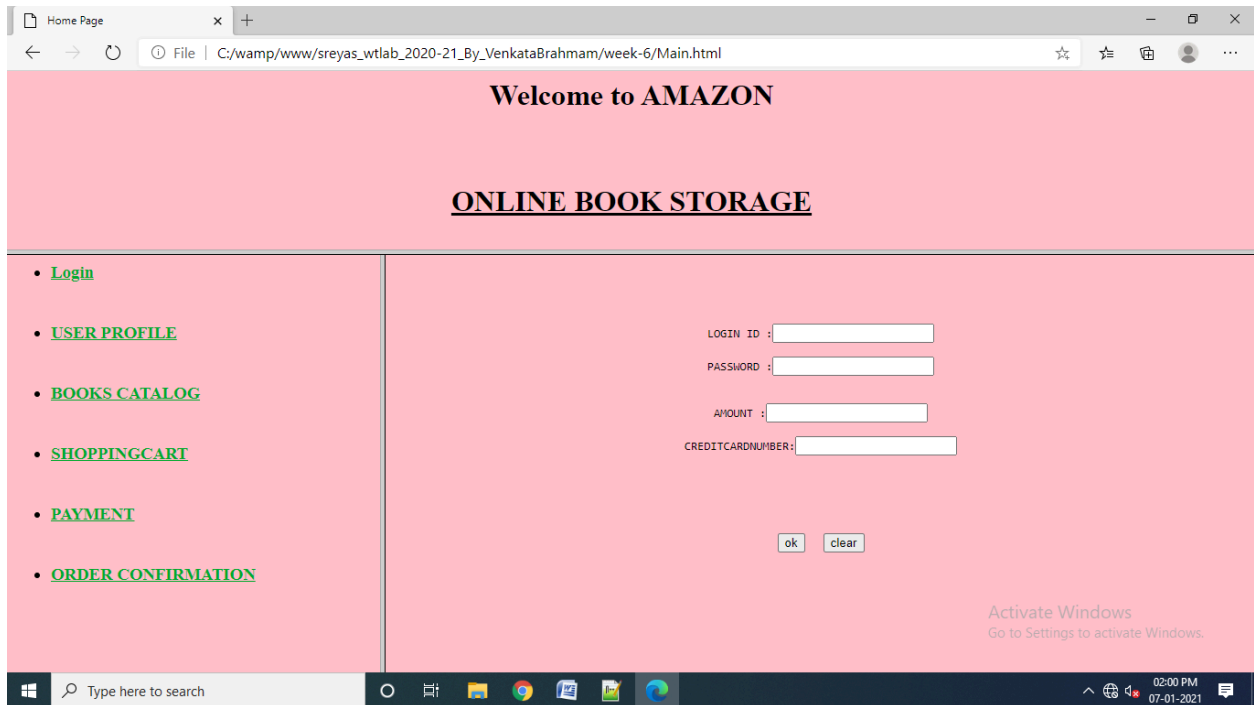 Home Page
File | C:/wamp/www/sreyas_wtlab_2020-21_By_VenkataBrahmam/week-6/Main.html
Welcome to AMAZON
ONLINE BOOK STORAGE
• Login
• USER PROFILE
• BOOKS CATALOG
• SHOPPINGCART
• PAYMENT
• ORDER CONFIRMATION
LOGIN ID :
PASSWORD :
AMOUNT :
CREDITCARDNUMBER:
ok clear
Activate Windows
Go to Settings to activate Windows.
Type here to search
02:00 PM
07-01-2021